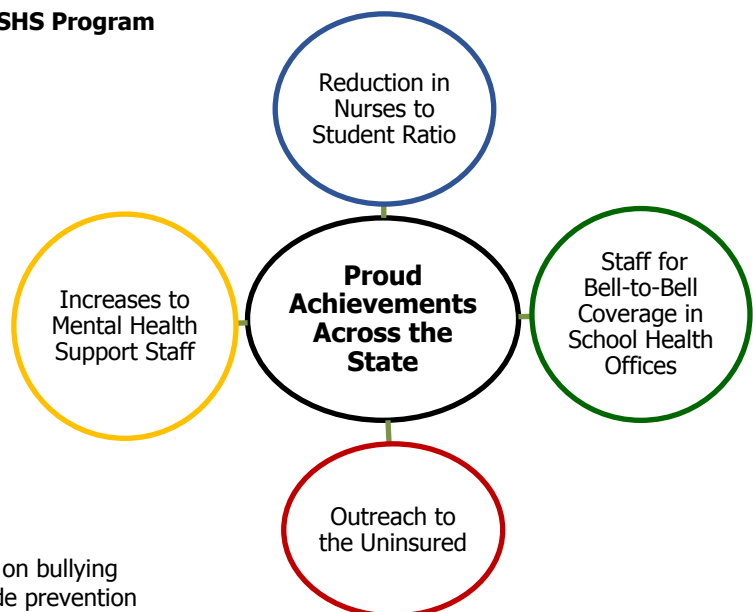 SHS Program
Reduction in
Nurses to
Student Ratio
Increases to
Mental Health
Support Staff
Proud
Achievements
Across the
State
Staff for
Bell-to-Bell
Coverage in
School Health
Offices
Outreach to
the Uninsured
on bullying
prevention